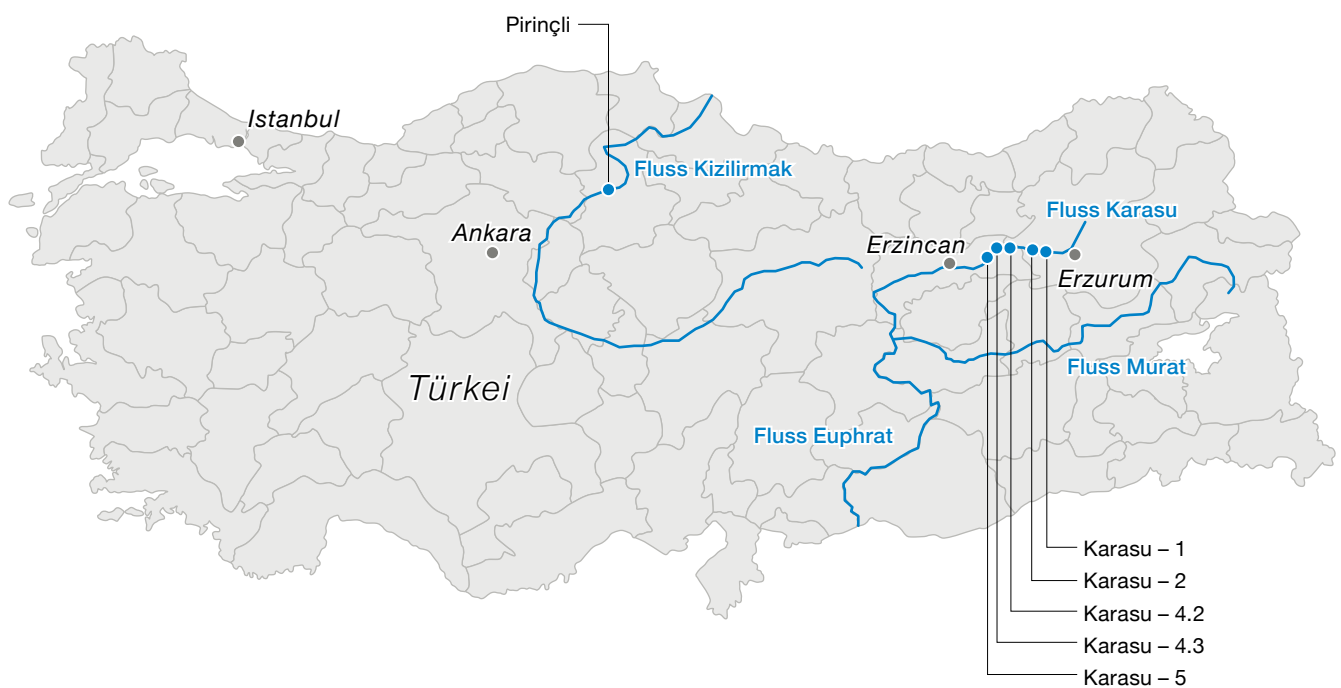 Pirinçli
Istanbul
Fluss Kizilirmak
Fluss Karasu
Ankara
Erzincan
Erzurum
Fluss Murat
Türkei
Fluss Euphrat
Karasu – 1
Karasu – 2
Karasu – 4.2
Karasu – 4.3
Karasu – 5